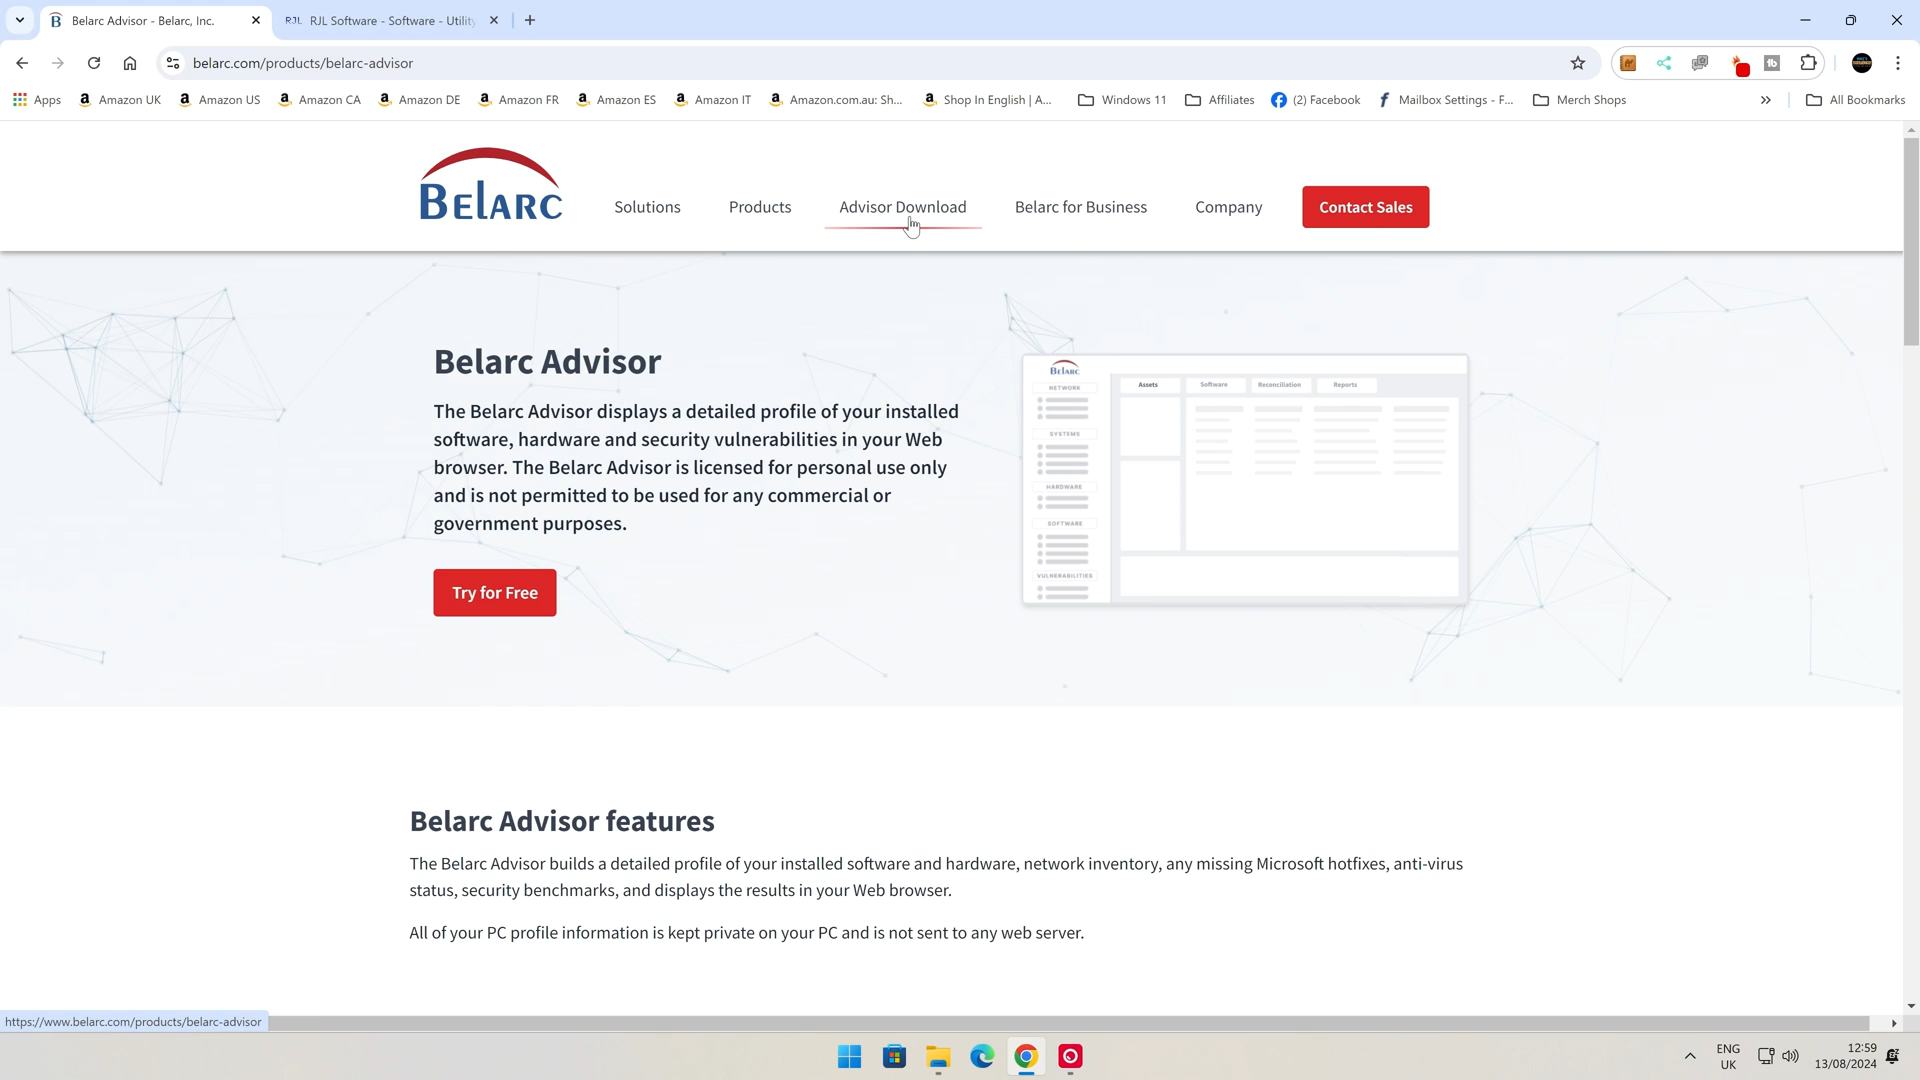 Belarc Advisor - Belarc, Inc.
RJL RJL Software - Software - Utility
belarc.com/products/belarc-advisor
Apps
Amazon UK
Amazon US
Amazon CA
Amazon DE
Amazon FR
Amazon ES
Amazon IT
Amazon.com.au: Sh...
Shop In English | A...
Windows 11
Affiliates
(2) Facebook
Mailbox Settings - F...
Merch Shops
All Bookmarks
BELARC
Solutions
Products
Advisor Download
Belarc for Business
Company
Contact Sales
Belarc Advisor
The Belarc Advisor displays a detailed profile of your installed
software, hardware and security vulnerabilities in your Web
browser. The Belarc Advisor is licensed for personal use only
and is not permitted to be used for any commercial or
government purposes.
Try for Free
BELARC
NETWORK
SYSTEMS
HARDWARE
SOFTWARE
VULNERABILITIES
Assets
Software
Reconciliation
Reports
Belarc Advisor features
The Belarc Advisor builds a detailed profile of your installed software and hardware, network inventory, any missing Microsoft hotfixes, anti-virus
status, security benchmarks, and displays the results in your Web browser.
All of your PC profile information is kept private on your PC and is not sent to any web server.
https://www.belarc.com/products/belarc-advisor
ENG
UK
12:59
13/08/2024